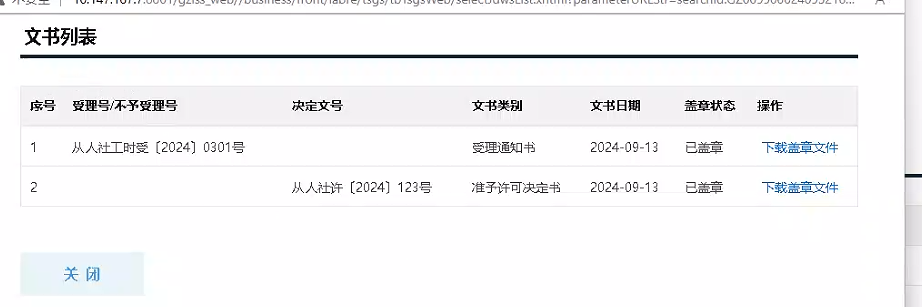 文书列表
序号 受理号/不予受理号 决定文号 文书类别 文书日期 盖章状态 操作
1 从人社工时受〔2024〕0301号 受理通知书 2024-09-13 已盖章 下载盖章文件
2 从人社许〔2024〕123号 准予许可决定书 2024-09-13 已盖章 下载盖章文件
关闭